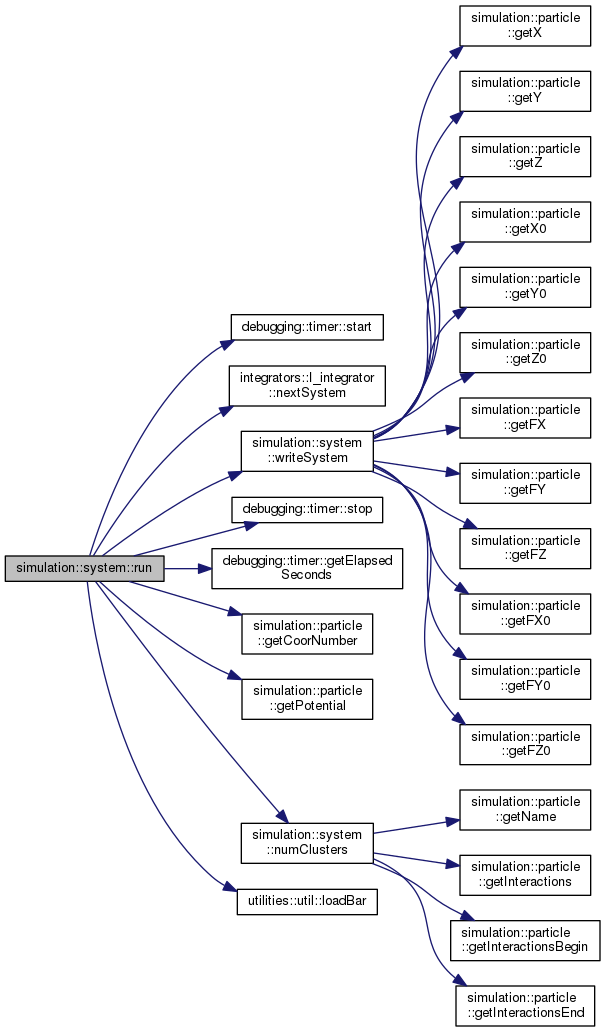 simulation::particle
::getX
simulation::particle
::getY
simulation::particle
::getZ
simulation::particle
::getX0
simulation::particle
::getY0
debugging::timer::start
simulation::particle
::getZ0
integrators::I_integrator
::nextSystem
simulation::particle
::getFX
simulation::system
::writeSystem
simulation::particle
::getFY
debugging::timer::stop
simulation::particle
::getFZ
simulation::system::run
debugging::timer::getElapsed
Seconds
simulation::particle
::getFX0
simulation::particle
::getCoorNumber
simulation::particle
::getFY0
simulation::particle
::getPotential
simulation::particle
::getFZ0
simulation::particle
::getName
simulation::system
::numClusters
simulation::particle
::getInteractions
utilities::util::loadBar
simulation::particle
::getInteractionsBegin
simulation::particle
::getInteractionsEnd